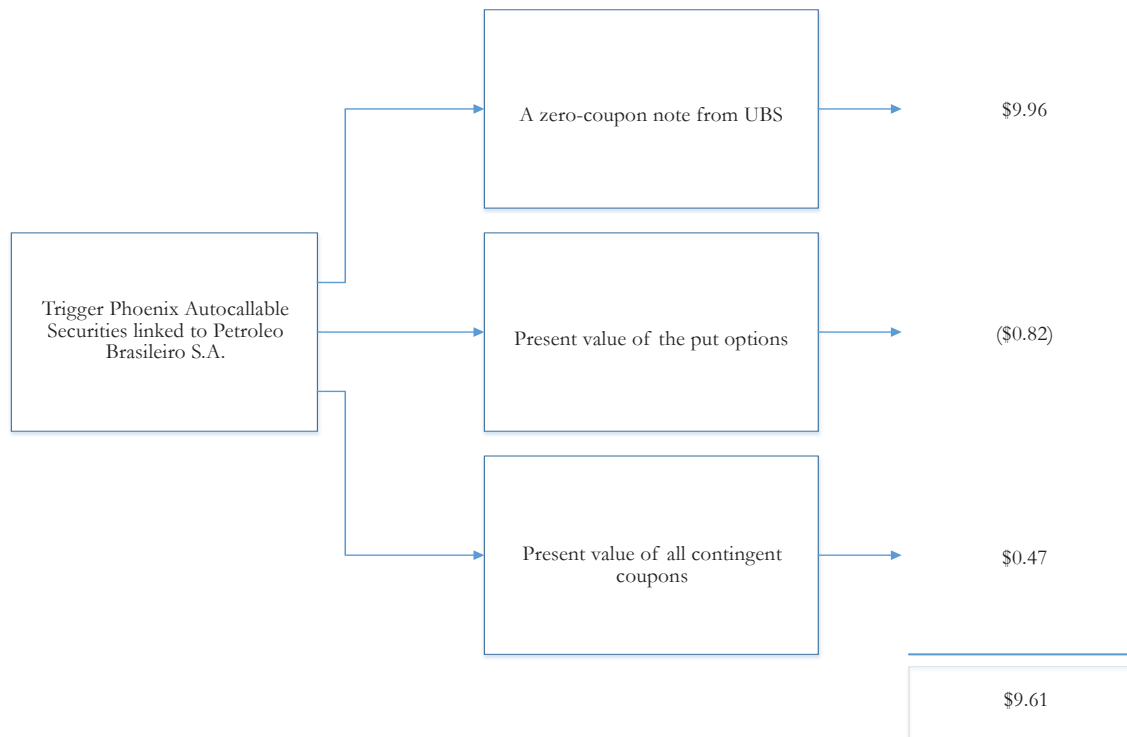 A zero-coupon note from UBS
$9.96
Trigger Phoenix Autocallable
Securities linked to Petroleo
Brasileiro S.A.
Present value of the put options
($0.82)
Present value of all contingent
coupons
$0.47
$9.61